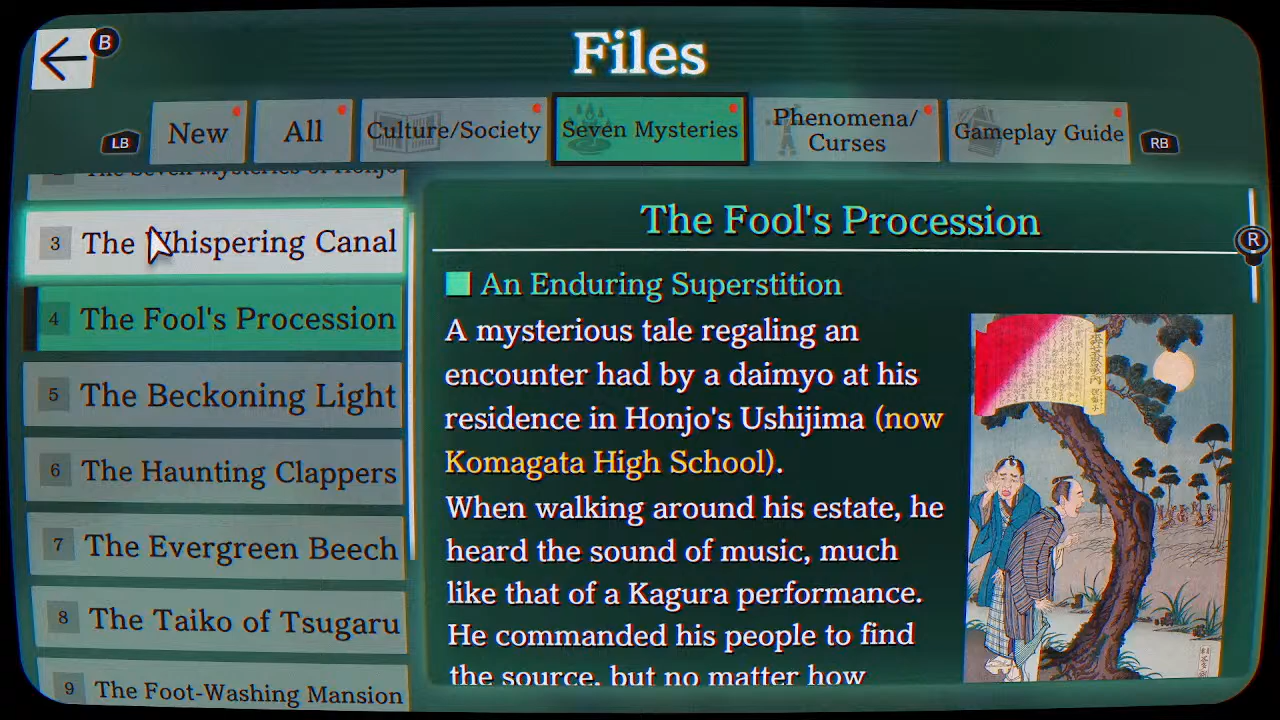 B
Files
LB
New
All
Culture/Society
Seven Mysteries
Phenomena/
Curses
Gameplay Guide
RB
The Seven Mysteries of Honjo
3
The Whispering Canal
4
The Fool's Procession
5
The Beckoning Light
6
The Haunting Clappers
7
The Evergreen Beech
8
The Taiko of Tsugaru
9
The Foot-Washing Mansion
The Fool's Procession
R
An Enduring Superstition
A mysterious tale regaling an
encounter had by a daimyo at his
residence in Honjo's Ushijima (now
Komagata High School).
When walking around his estate, he
heard the sound of music, much
like that of a Kagura performance.
He commanded his people to find
the source, but no matter how